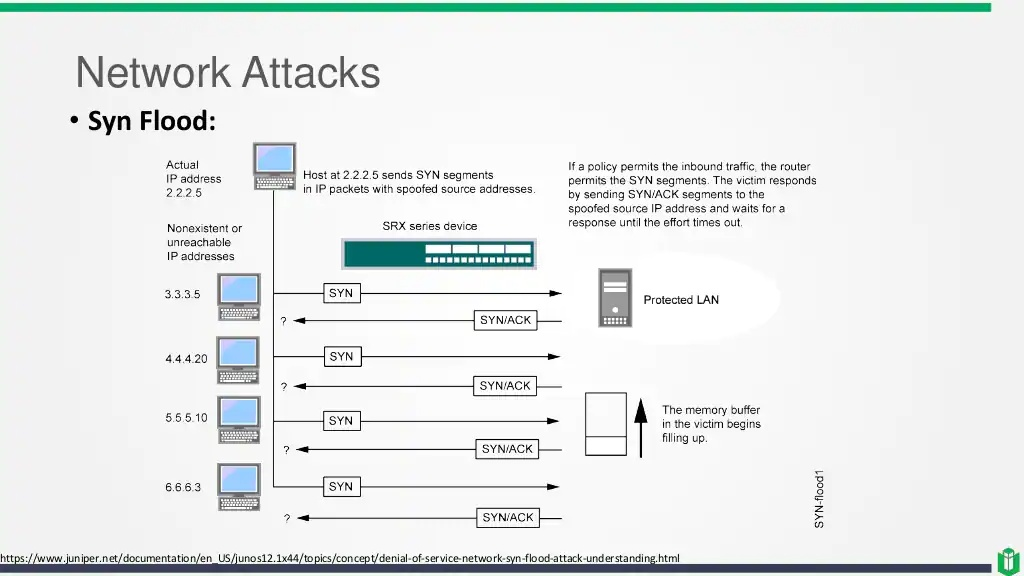 Network Attacks
• Syn Flood:
Actual
IP address
2.2.2.5
Host at 2.2.2.5 sends SYN segments
in IP packets with spoofed source addresses.
If a policy permits the inbound traffic, the router
permits the SYN segments. The victim responds
by sending SYN/ACK segments to the
spoofed source IP address and waits for a
response until the effort times out.
Nonexistent or
unreachable
IP addresses
SRX series device
3.3.3.5
SYN
Protected LAN
?
SYN/ACK
4.4.4.20
SYN
?
SYN/ACK
5.5.5.10
SYN
The memory buffer
in the victim begins
filling up.
?
SYN/ACK
6.6.6.3
SYN
?
SYN/ACK
SYN-flood1
https://www.juniper.net/documentation/en_US/junos12.1x44/topics/concept/denial-of-service-network-syn-flood-attack-understanding.html